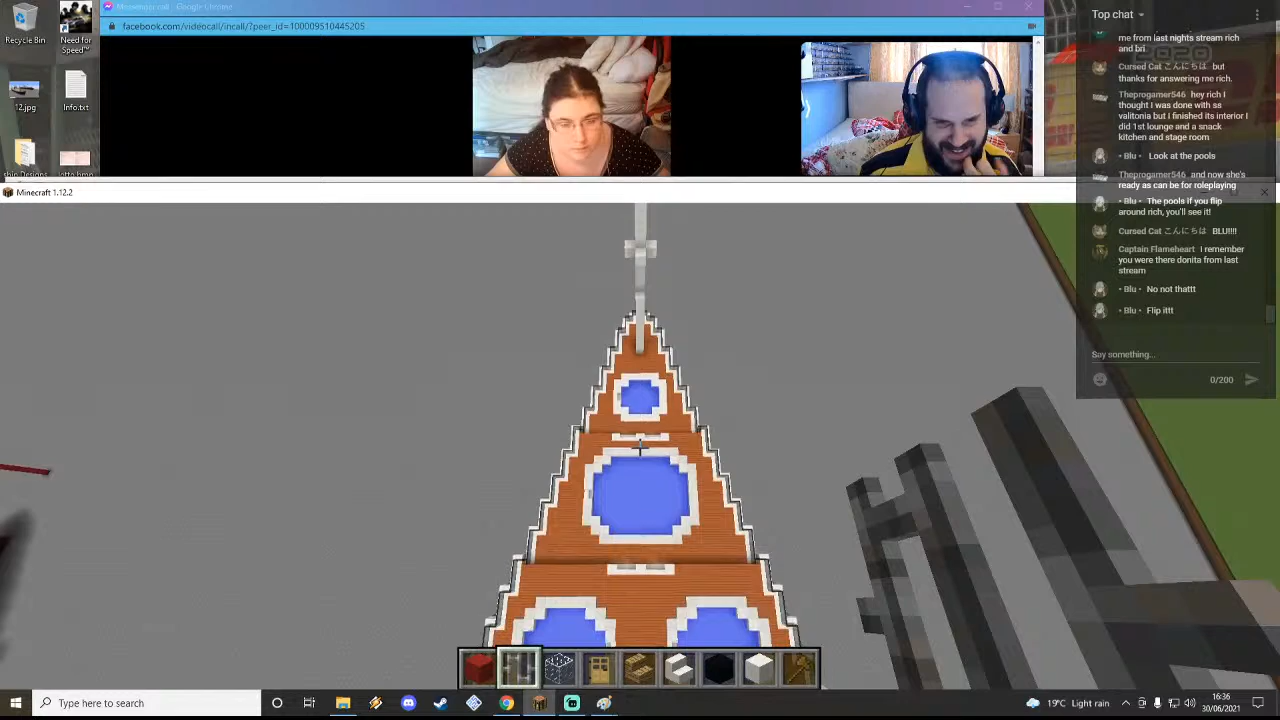 Recycle Bin
Need for
Speed™
12.jpg
Info.txt
facebook.com/videocall/incall/?peer_id=100009510445205
Minecraft 1.12.2
Top chat
me from last nights stream rich
and bri
Cursed Cat こんにちは but
thanks for answering me rich.
Theprogamer546 hey rich I
thought I was done with ss
valitonia but i finished its interior I
did 1st lounge and a snack
kitchen and stage room
• Blu • Look at the pools
Theprogamer546 and now she's
ready as can be for roleplaying
• Blu • The pools if you flip
around rich, you'll see it!
Cursed Cat こんにちは BLU!!!!
Captain Flameheart I remember
you were there donita from last
stream
• Blu • No not thattt
• Blu • Flip ittt
Say something...
0/200
Type here to search
19°C Light rain
16:36
30/06/2021